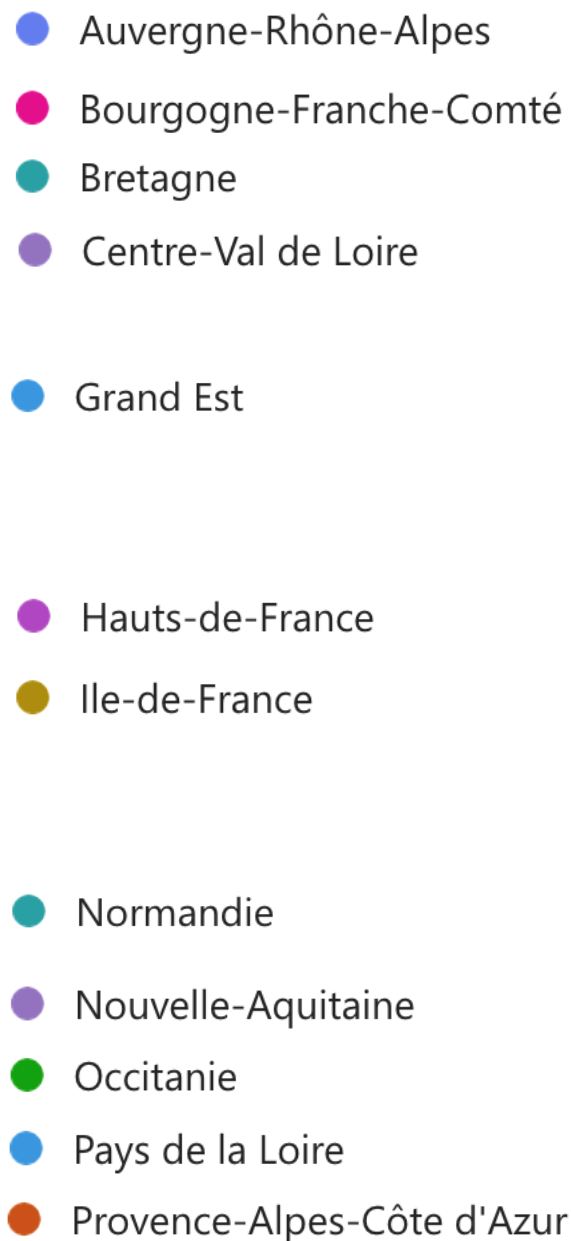 Auvergne-Rhône-Alpes
Bourgogne-Franche-Comté
Bretagne
Centre-Val de Loire
Grand Est
Hauts-de-France
Ile-de-France
Normandie
Nouvelle-Aquitaine
Occitanie
Pays de la Loire
Provence-Alpes-Côte d'Azur